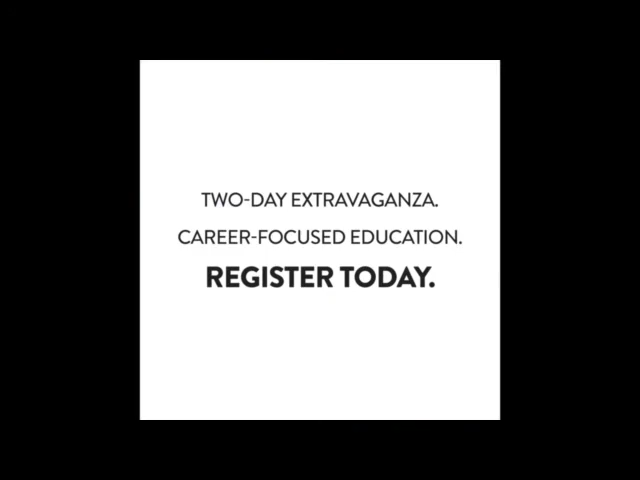 TWO-DAY EXTRAVAGANZA.
CAREER-FOCUSED EDUCATION.
REGISTER TODAY.